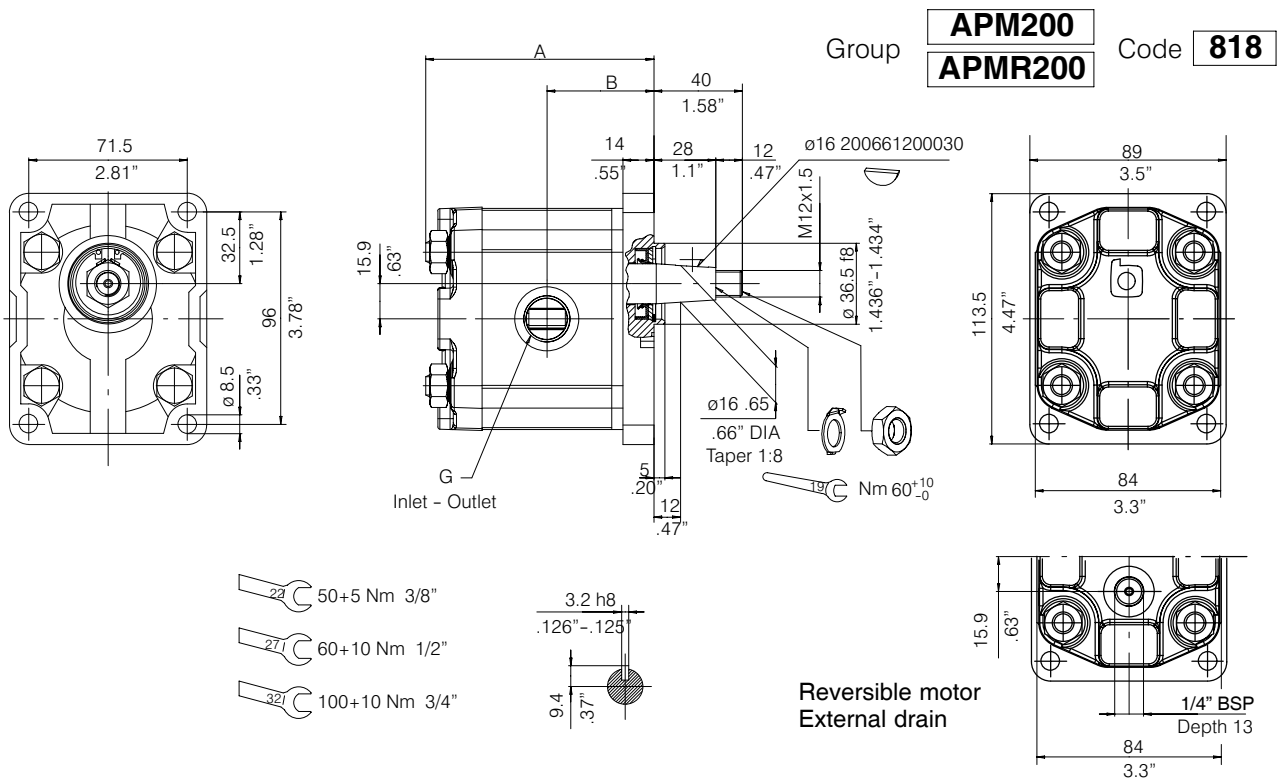 Group
APM200
APMR200
Code 818
A
B
40
1.58”
14
.55”
28
1.1”
12
.47”
ø16 200661200030
M12x1.5
71.5
2.81”
32.5
1.28”
96
3.78”
ø 8.5
.33”
15.9
.63”
ø 36.5 f8
1.436”-1.434”
89
3.5”
113.5
4.47”
84
3.3”
G
Inlet - Outlet
ø16 .65
.66” DIA
Taper 1:8
5
.20”
12
.47”
19
Nm 60+10 -0
22
50+5 Nm 3/8”
27
60+10 Nm 1/2”
32
100+10 Nm 3/4”
3.2 h8
.126”-.125”
9.4
.37”
Reversible motor
External drain
15.9
.63”
1/4” BSP
Depth 13
84
3.3”